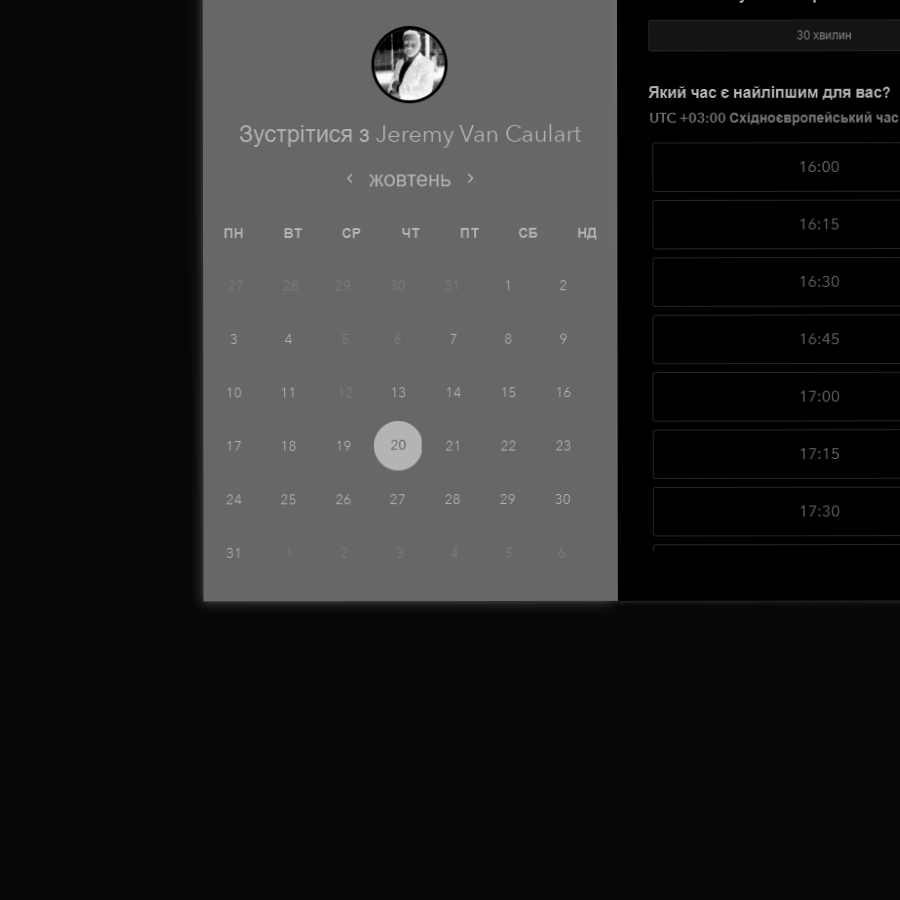 Зустрітися з Jeremy Van Caulart
‹ жовтень ›
ПН ВТ СР ЧТ ПТ СБ НД
27 28 29 30 31 1 2
3 4 5 6 7 8 9
10 11 12 13 14 15 16
17 18 19 20 21 22 23
24 25 26 27 28 29 30
31 1 2 3 4 5 6
30 хвилин
Який час є найліпшим для вас?
UTC +03:00 Східноєвропейський час
16:00
16:15
16:30
16:45
17:00
17:15
17:30